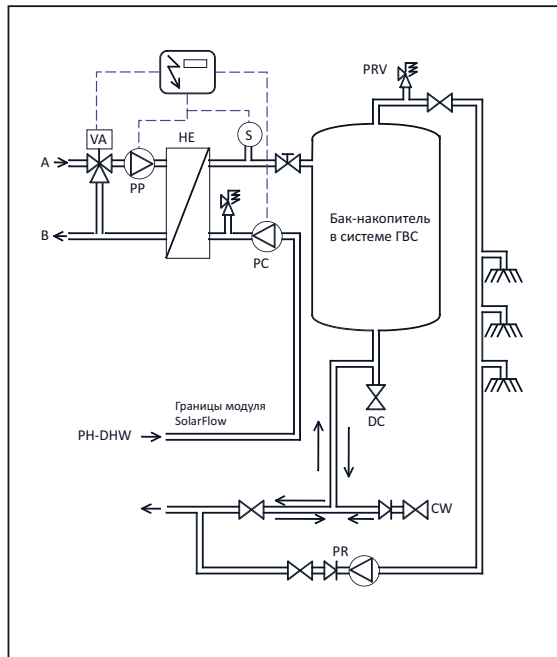 PRV
VA
HE
S
A
PP
Бак-накопитель
в системе ГВС
B
PC
Границы модуля
SolarFlow
PH-DHW
DC
CW
PR